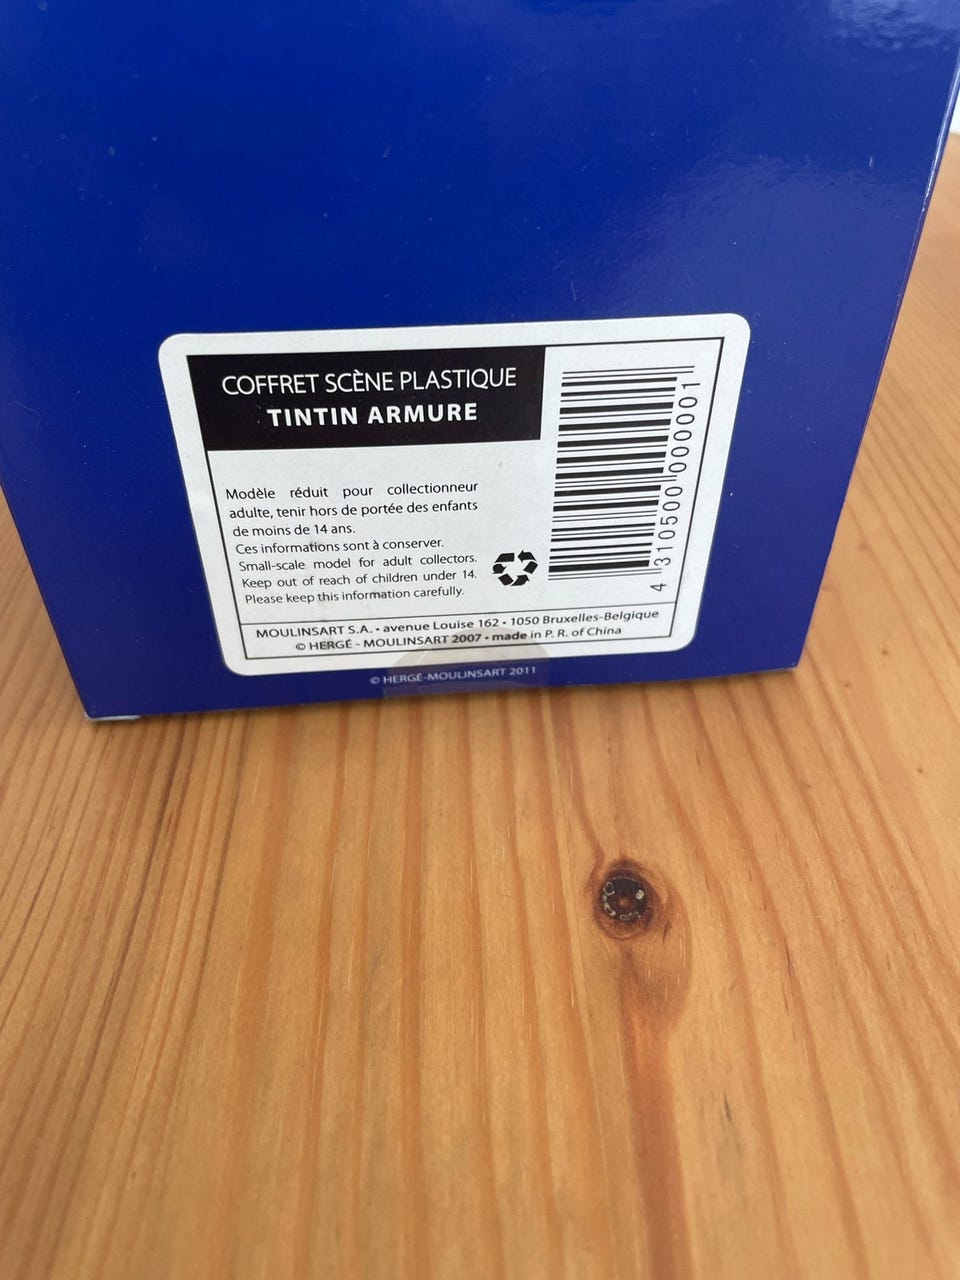 COFFRET SCÈNE PLASTIQUE
TINTIN ARMURE
Modèle réduit pour collectionneur
adulte, tenir hors de portée des enfants
de moins de 14 ans.
Ces informations sont à conserver.
Small-scale model for adult collectors.
Keep out of reach of children under 14.
Please keep this information carefully.
4 310500 000001
MOULINSART S.A. • avenue Louise 162 • 1050 Bruxelles-Belgique
© HERGÉ - MOULINSART 2007 • made in P. R. of China
© HERGÉ-MOULINSART 2011